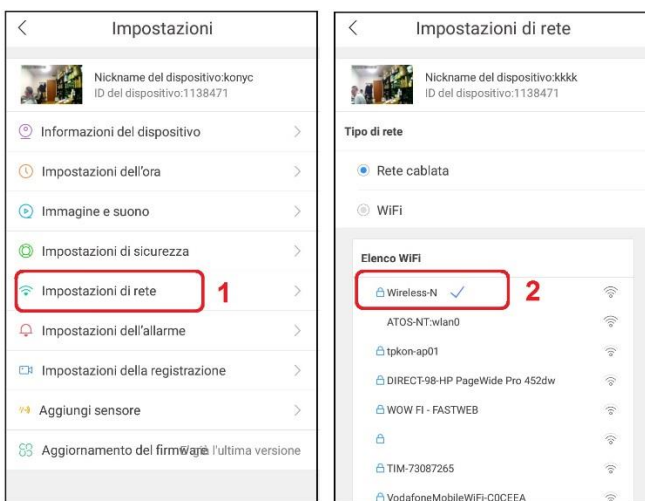 Impostazioni
Nickname del dispositivo:konyc
ID del dispositivo:1138471
Informazioni del dispositivo
Impostazioni dell'ora
Immagine e suono
Impostazioni di sicurezza
Impostazioni di rete
1
Impostazioni dell'allarme
Impostazioni della registrazione
Aggiungi sensore
Aggiornamento del firmware l'ultima versione
Impostazioni di rete
Nickname del dispositivo:kkkk
ID del dispositivo:1138471
Tipo di rete
Rete cablata
WiFi
Elenco WiFi
Wireless-N
2
ATOS-NT:wlan0
tpkon-ap01
DIRECT-98-HP PageWide Pro 452dw
WOW FI - FASTWEB
TIM-73087265
VodafoneMobileWiFi-C0CEEA